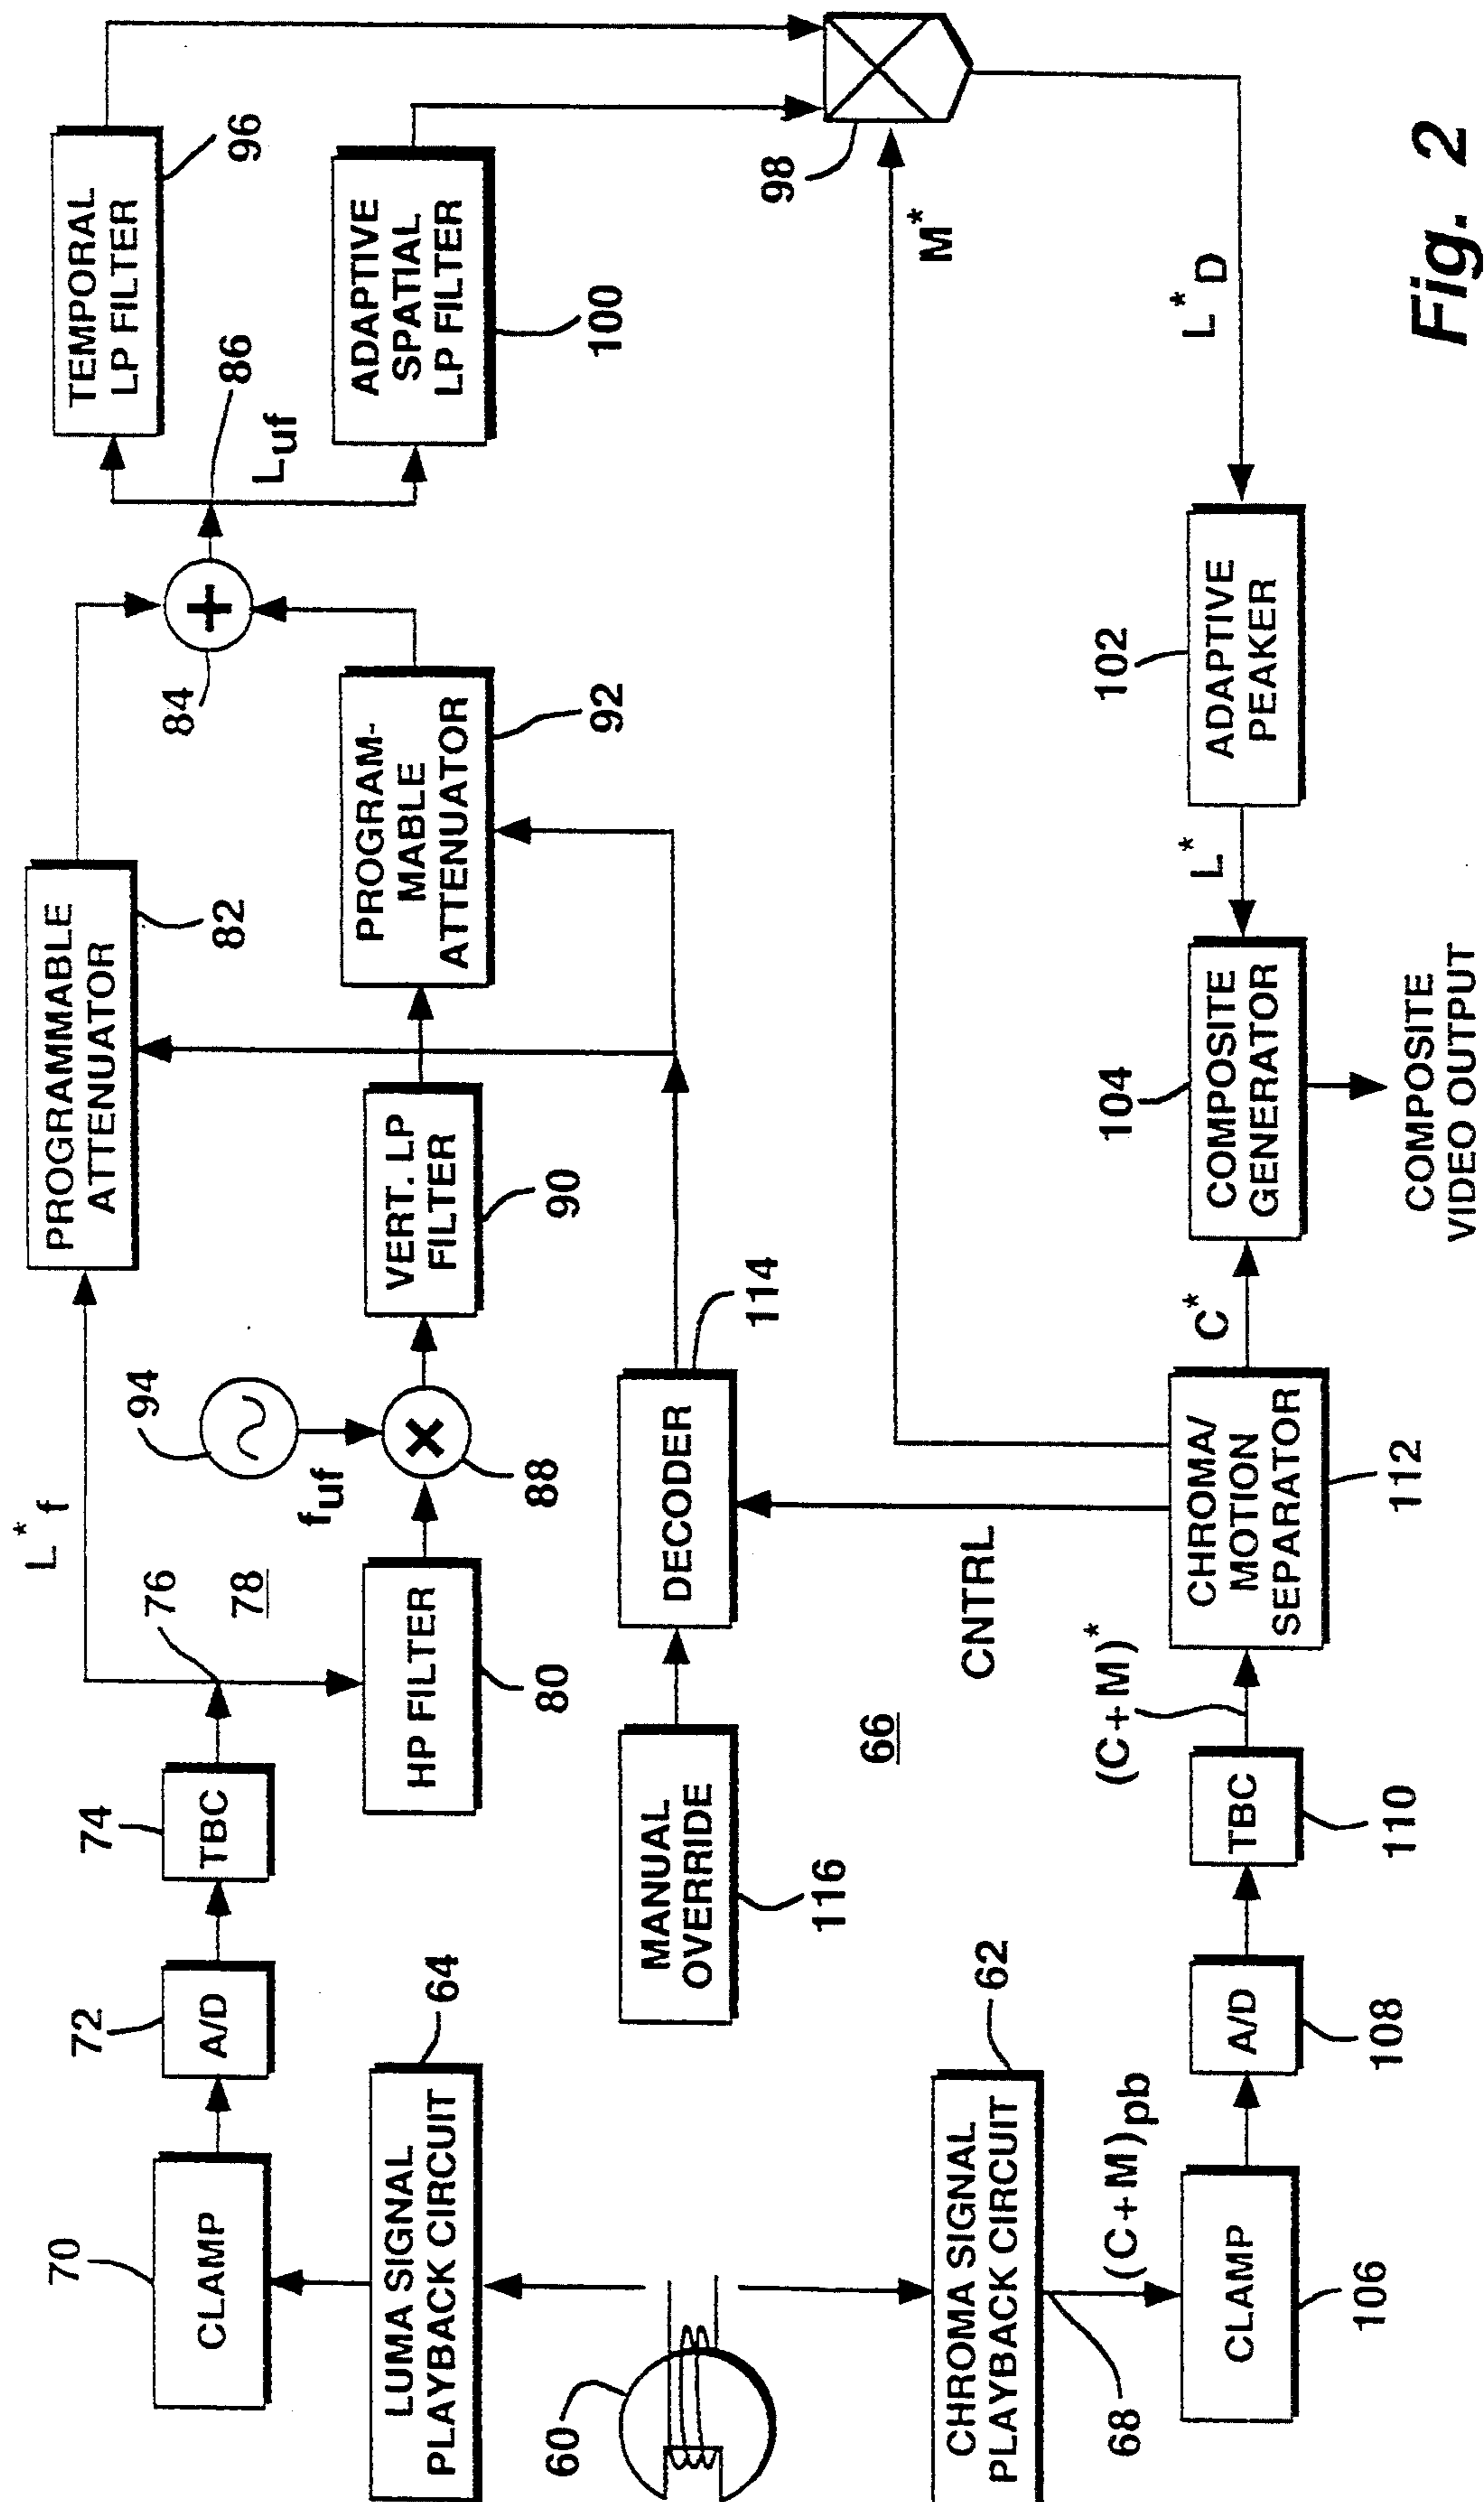 TEMPORAL
LP FILTER
96
ADAPTIVE
SPATIAL
LP FILTER
100
86
Luf
84
PROGRAMMABLE
ATTENUATOR
82
PROGRAM-
MABLE
ATTENUATOR
92
98
M*
L*D
VERT. LP
FILTER
90
94
fuf
88
L*f
76
78
HP FILTER
80
74
TBC
72
A/D
70
CLAMP
LUMA SIGNAL
PLAYBACK CIRCUIT
64
DECODER
114
MANUAL
OVERRIDE
116
66
CNTRL
60
CHROMA SIGNAL
PLAYBACK CIRCUIT
62
68
(C+M)pb
CLAMP
106
A/D
108
TBC
110
(C+M)*
CHROMA/
MOTION
SEPARATOR
112
C*
104
COMPOSITE
GENERATOR
COMPOSITE
VIDEO OUTPUT
L*
102
ADAPTIVE
PEAKER
Fig. 2